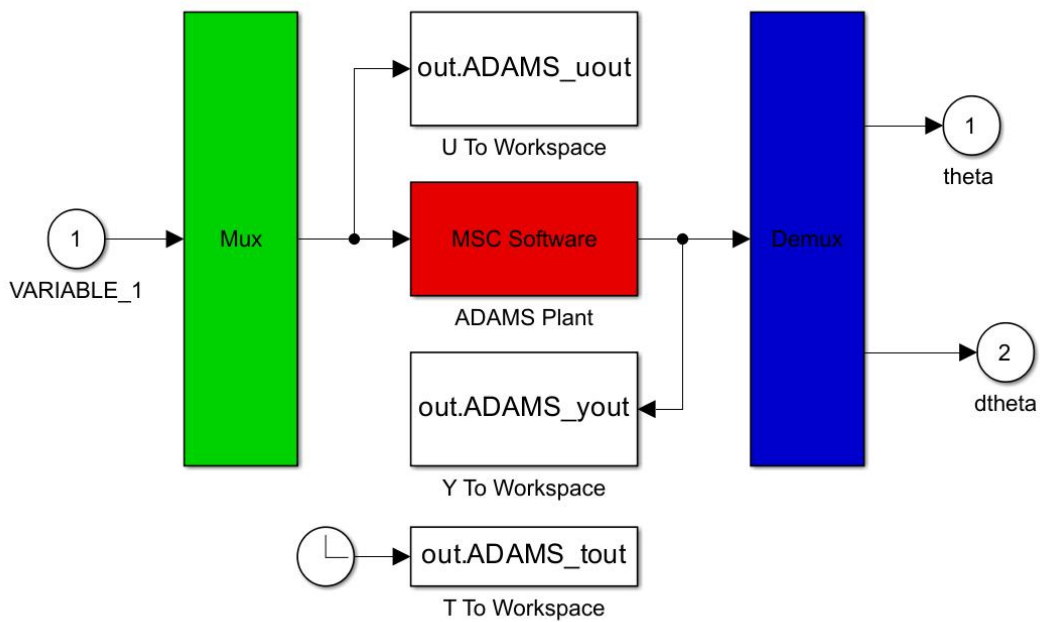 out.ADAMS_uout
U To Workspace
1
VARIABLE_1
Mux
MSC Software
ADAMS Plant
Demux
1
theta
2
dtheta
out.ADAMS_yout
Y To Workspace
out.ADAMS_tout
T To Workspace